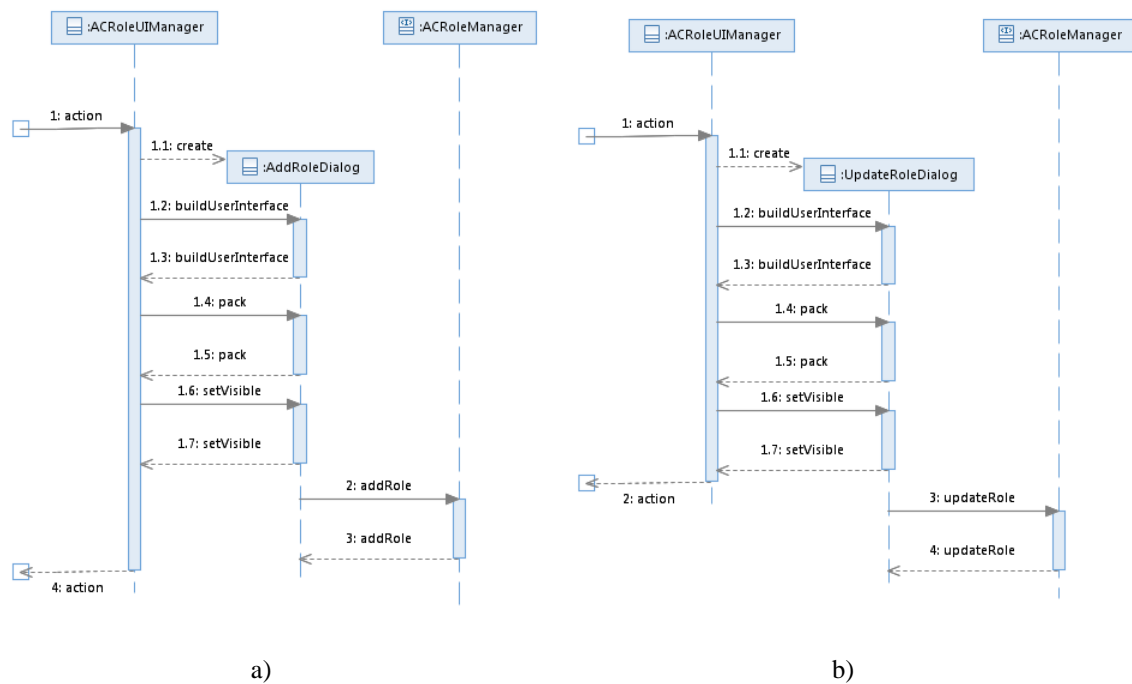 :ACRoleUIManager
:ACRoleManager
1: action
1.1: create
:AddRoleDialog
1.2: buildUserInterface
1.3: buildUserInterface
1.4: pack
1.5: pack
1.6: setVisible
1.7: setVisible
2: addRole
3: addRole
4: action
a)
:ACRoleUIManager
:ACRoleManager
1: action
1.1: create
:UpdateRoleDialog
1.2: buildUserInterface
1.3: buildUserInterface
1.4: pack
1.5: pack
1.6: setVisible
1.7: setVisible
2: action
3: updateRole
4: updateRole
b)